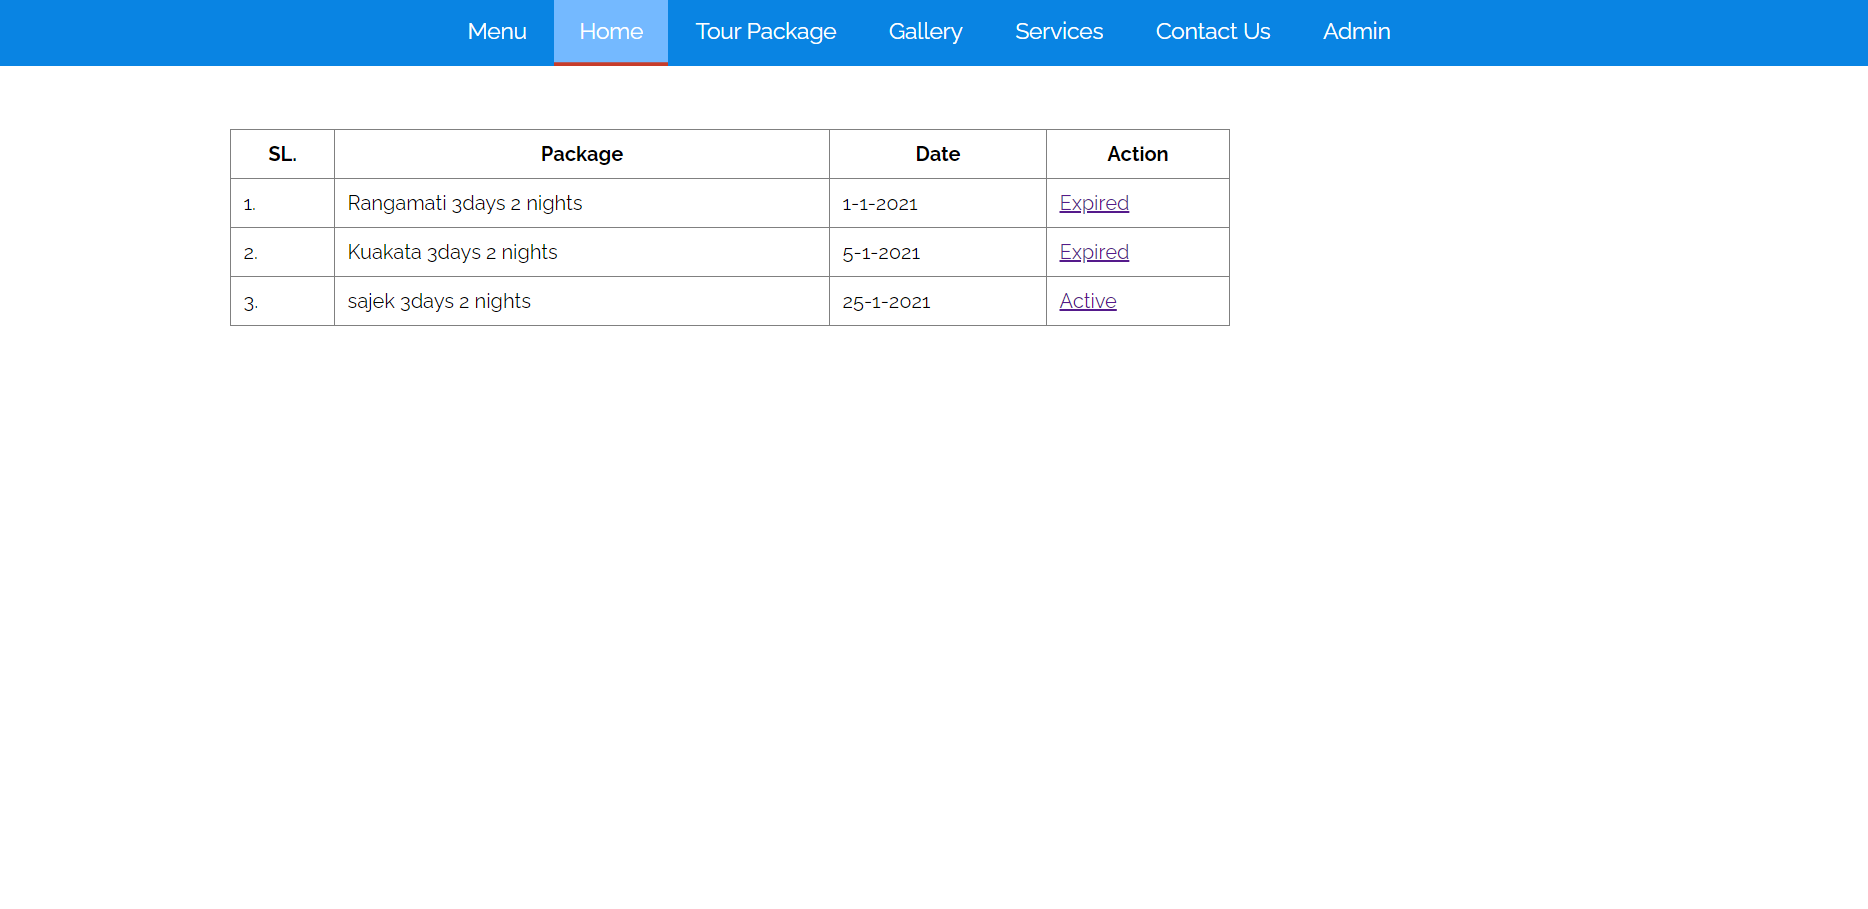 Menu Home Tour Package Gallery Services Contact Us Admin
SL. Package Date Action
1. Rangamati 3days 2 nights 1-1-2021 Expired
2. Kuakata 3days 2 nights 5-1-2021 Expired
3. sajek 3days 2 nights 25-1-2021 Active